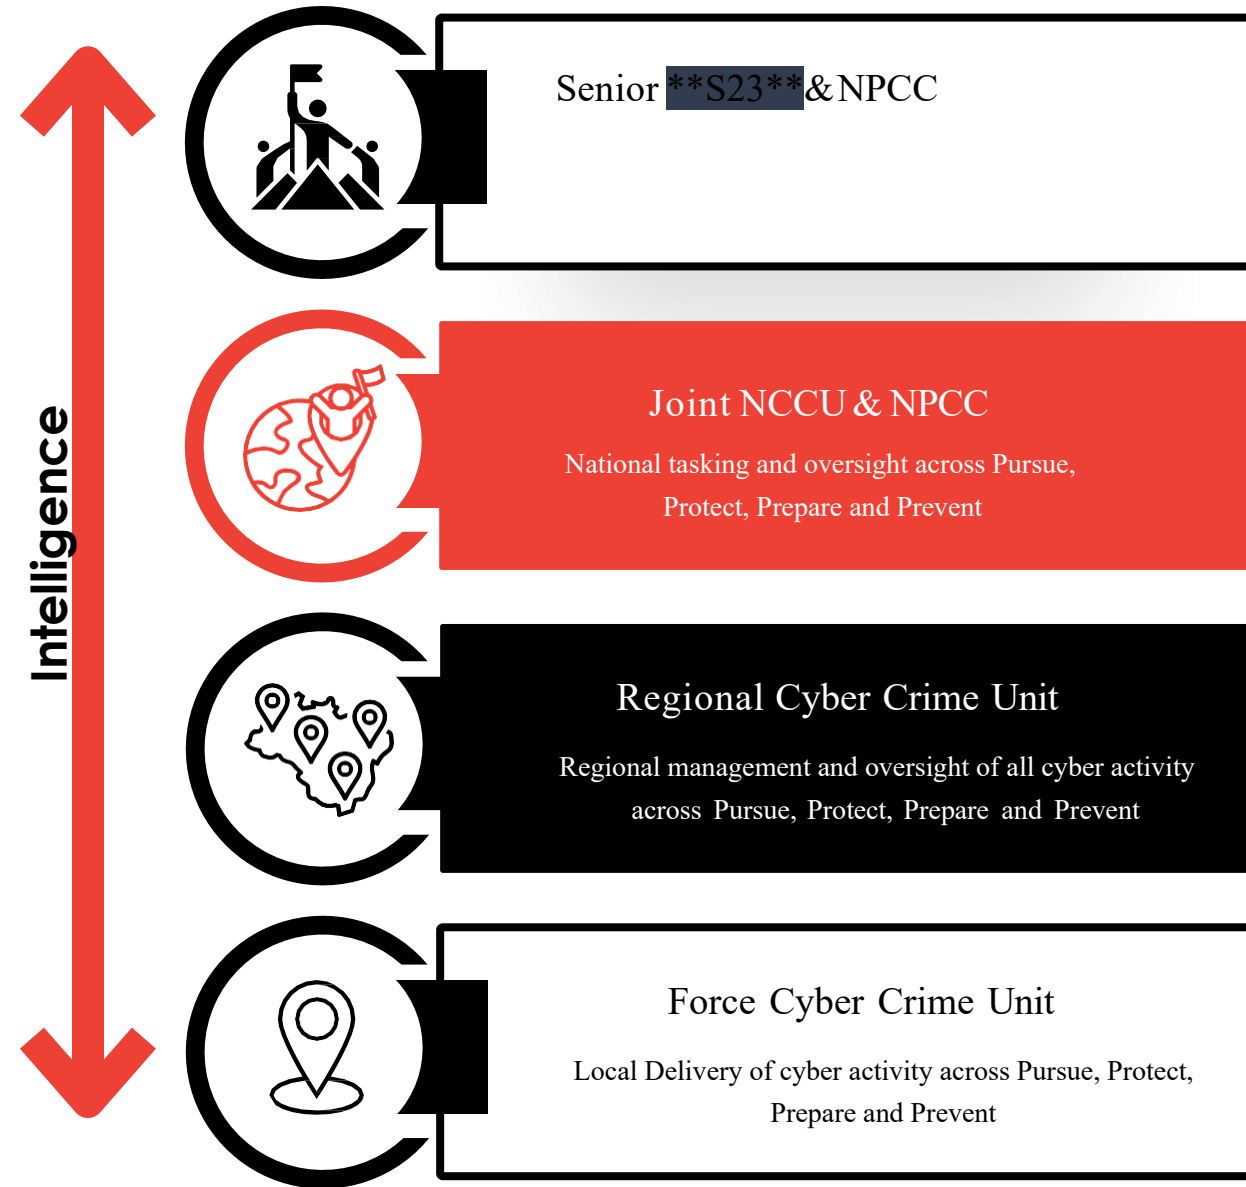 Senior **S23** & NPCC
Intelligence
Joint NCCU & NPCC
National tasking and oversight across Pursue,
Protect, Prepare and Prevent
Regional Cyber Crime Unit
Regional management and oversight of all cyber activity
across Pursue, Protect, Prepare and Prevent
Force Cyber Crime Unit
Local Delivery of cyber activity across Pursue, Protect,
Prepare and Prevent